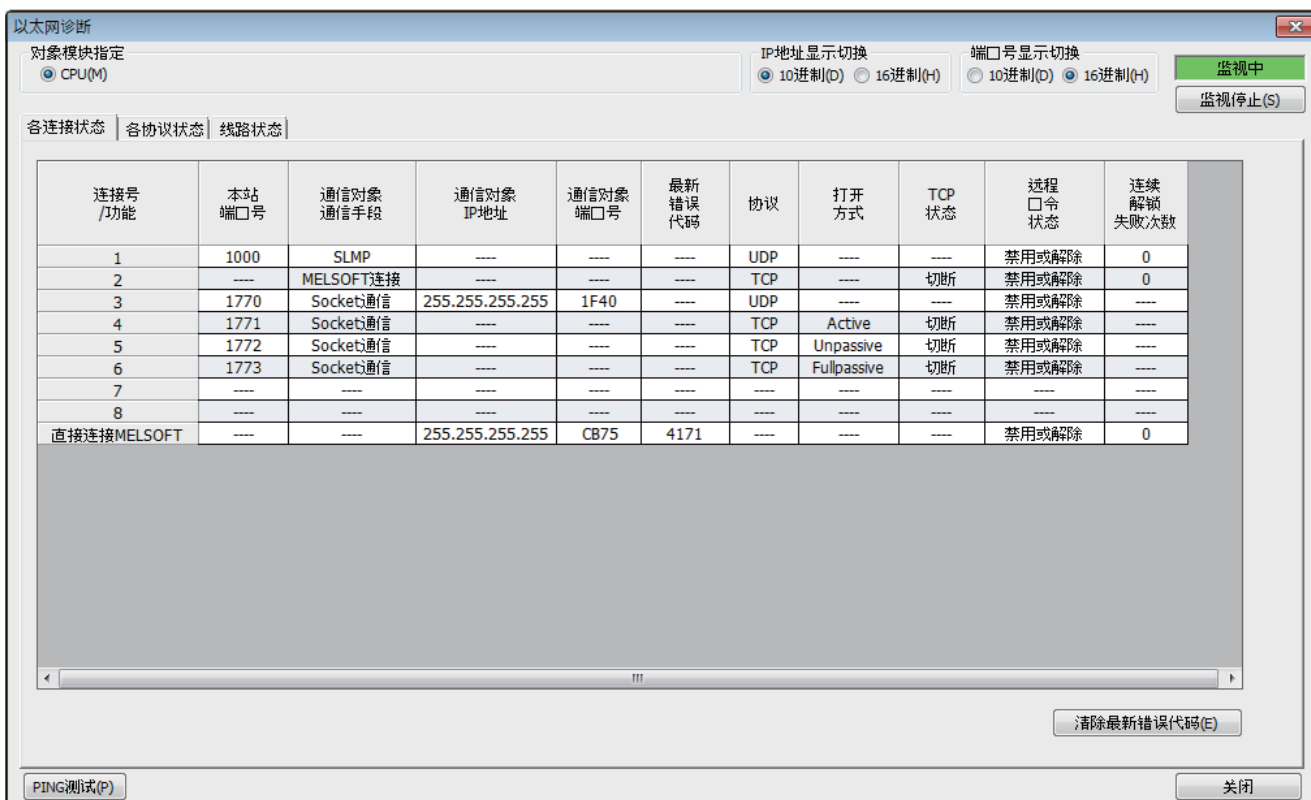 以太网诊断
对象模块指定
CPU(M)
IP地址显示切换
10进制(D) 16进制(H)
端口号显示切换
10进制(D) 16进制(H)
监视中
监视停止(S)
各连接状态 各协议状态 线路状态
连接号/功能 本站端口号 通信对象通信手段 通信对象IP地址 通信对象端口号 最新错误代码 协议 打开方式 TCP状态 远程口令状态 连续解锁失败次数
1 1000 SLMP ---- ---- ---- UDP ---- ---- 禁用或解除 0
2 ---- MELSOFT连接 ---- ---- ---- TCP ---- 切断 禁用或解除 0
3 1770 Socket通信 255.255.255.255 1F40 ---- UDP ---- ---- 禁用或解除 ----
4 1771 Socket通信 ---- ---- ---- TCP Active 切断 禁用或解除 ----
5 1772 Socket通信 ---- ---- ---- TCP Unpassive 切断 禁用或解除 ----
6 1773 Socket通信 ---- ---- ---- TCP Fullpassive 切断 禁用或解除 ----
7 ---- ---- ---- ---- ---- ---- ---- ---- ---- ----
8 ---- ---- ---- ---- ---- ---- ---- ---- ---- ----
直接连接MELSOFT ---- ---- 255.255.255.255 CB75 4171 ---- ---- ---- 禁用或解除 0
清除最新错误代码(E)
PING测试(P)
关闭